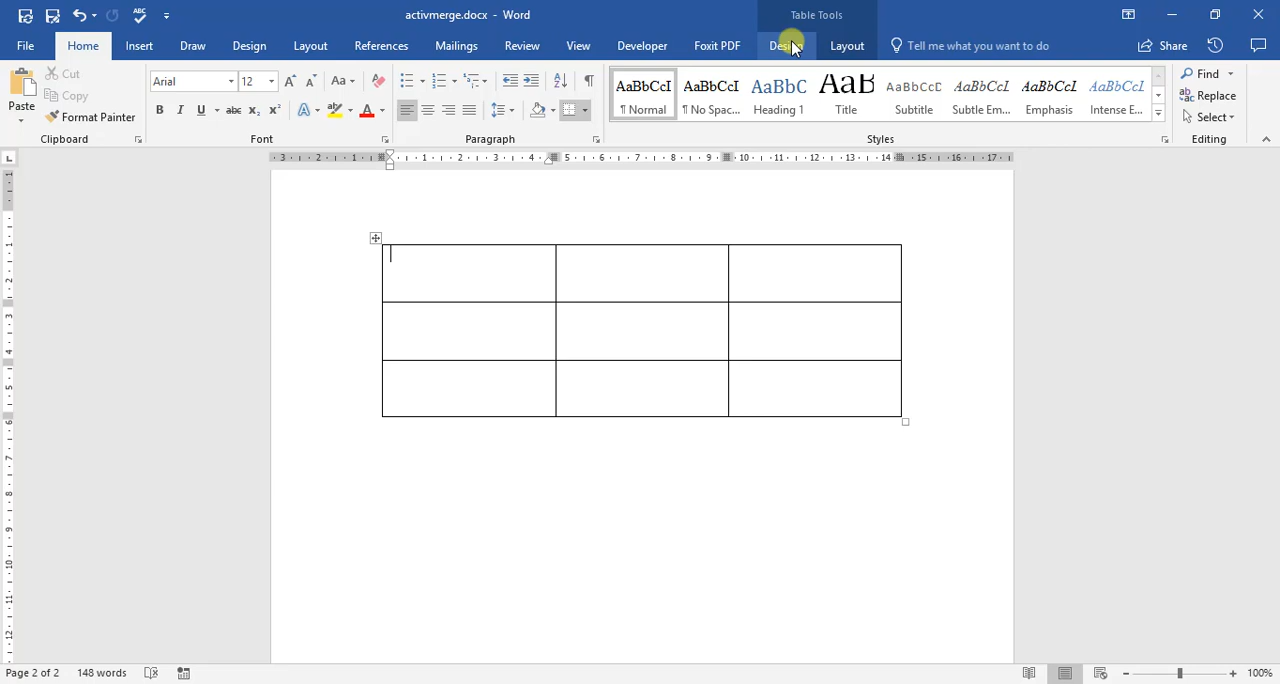 activmerge.docx - Word
Table Tools
File Home Insert Draw Design Layout References Mailings Review View Developer Foxit PDF Design Layout Tell me what you want to do Share
Paste
Cut
Copy
Format Painter
Clipboard
Arial 12
Font
Paragraph
AaBbCcI ¶ Normal
AaBbCcI ¶ No Spac...
AaBbC Heading 1
AaB Title
AaBbCcC Subtitle
AaBbCcI Subtle Em...
AaBbCcI Emphasis
AaBbCcI Intense E...
Styles
Find
Replace
Select
Editing
Page 2 of 2 148 words 100%